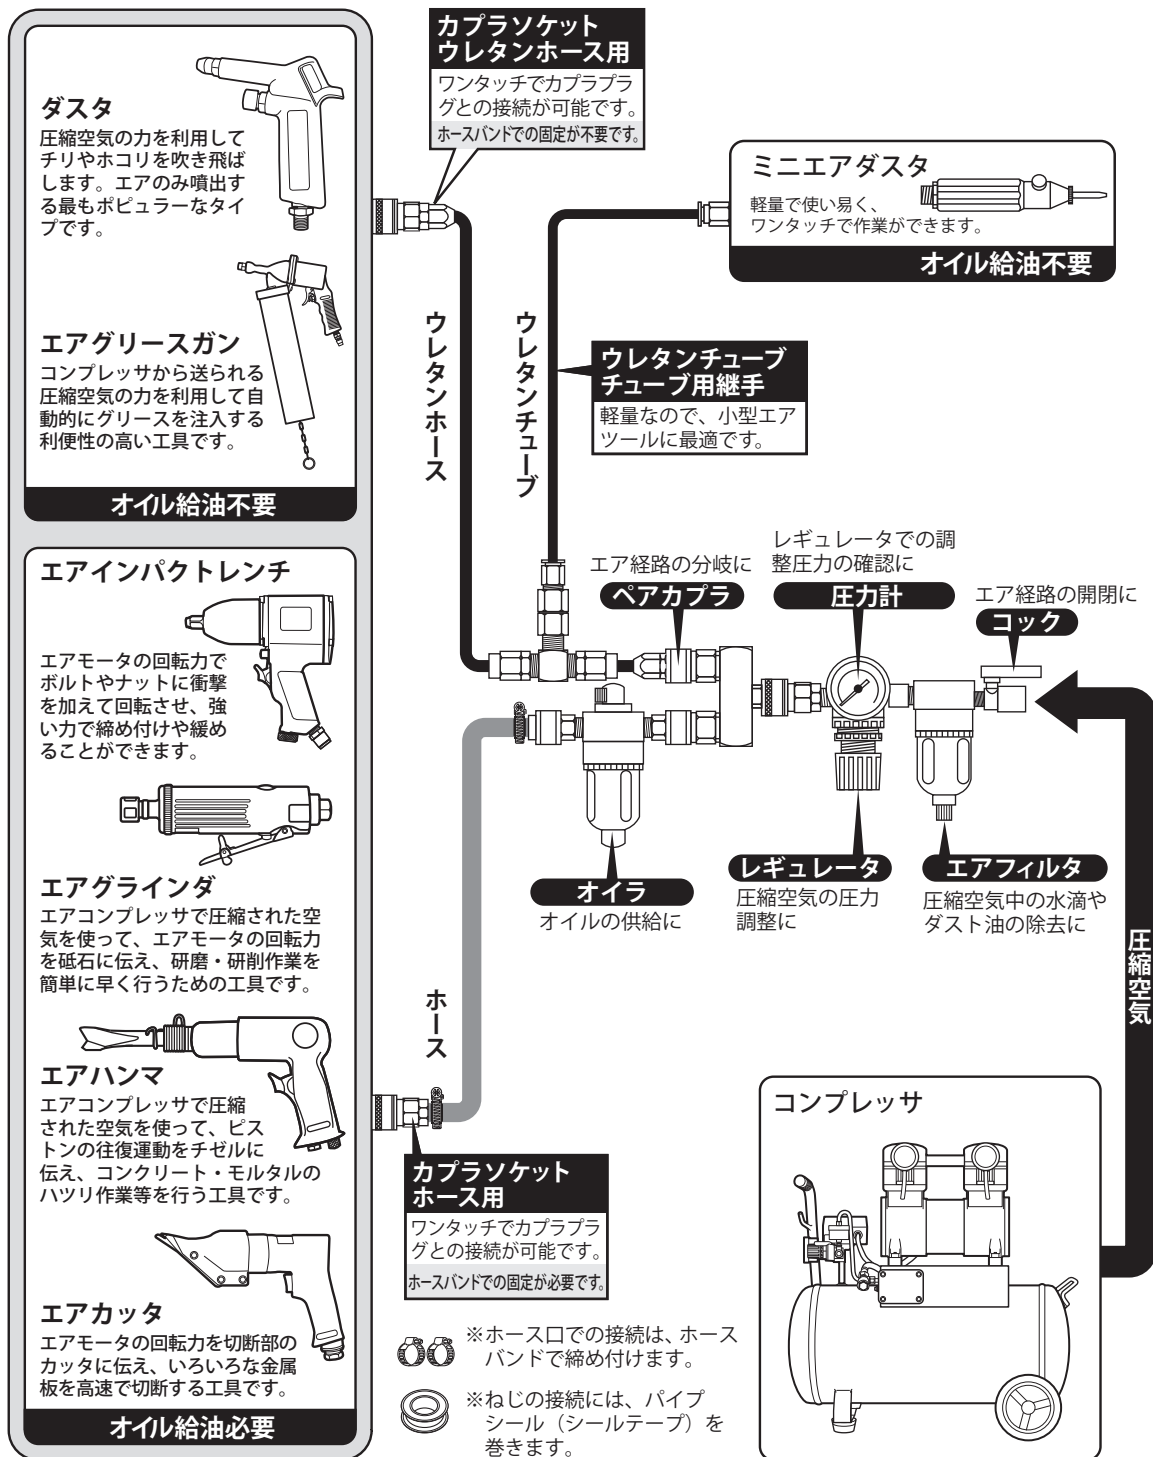 ダスタ
圧縮空気の力を利用して
チリやホコリを吹き飛ば
します。エアのみ噴出す
る最もポピュラーなタイ
プです。
エアグリースガン
コンプレッサから送られる
圧縮空気の力を利用して自
動的にグリースを注入する
利便性の高い工具です。
オイル給油不要
エアインパクトレンチ
エアモータの回転力で
ボルトやナットに衝撃
を加えて回転させ、強
い力で締め付けや緩め
ることができます。
エアグラインダ
エアコンプレッサで圧縮された空
気を使って、エアモータの回転力
を砥石に伝え、研磨・研削作業を
簡単に早く行うための工具です。
エアハンマ
エアコンプレッサで圧縮
された空気を使って、ピス
トンの往復運動をチゼルに
伝え、コンクリート・モルタルの
ハツリ作業等を行う工具です。
エアカッタ
エアモータの回転力を切断部の
カッタに伝え、いろいろな金属
板を高速で切断する工具です。
オイル給油必要
カプラソケット
ウレタンホース用
ワンタッチでカプラプラ
グとの接続が可能です。
ホースバンドでの固定が不要です。
ミニエアダスタ
軽量で使い易く、
ワンタッチで作業ができます。
オイル給油不要
ウレタンホース
ウレタンチューブ
ウレタンチューブ
チューブ用継手
軽量なので、小型エア
ツールに最適です。
エア経路の分岐に
ペアカプラ
レギュレータでの調
整圧力の確認に
圧力計
エア経路の開閉に
コック
オイラ
オイルの供給に
レギュレータ
圧縮空気の圧力
調整に
エアフィルタ
圧縮空気中の水滴や
ダスト油の除去に
圧縮空気
ホース
カプラソケット
ホース用
ワンタッチでカプラプラ
グとの接続が可能です。
ホースバンドでの固定が必要です。
※ホース口での接続は、ホース
バンドで締め付けます。
※ねじの接続には、パイプ
シール（シールテープ）を
巻きます。
コンプレッサ